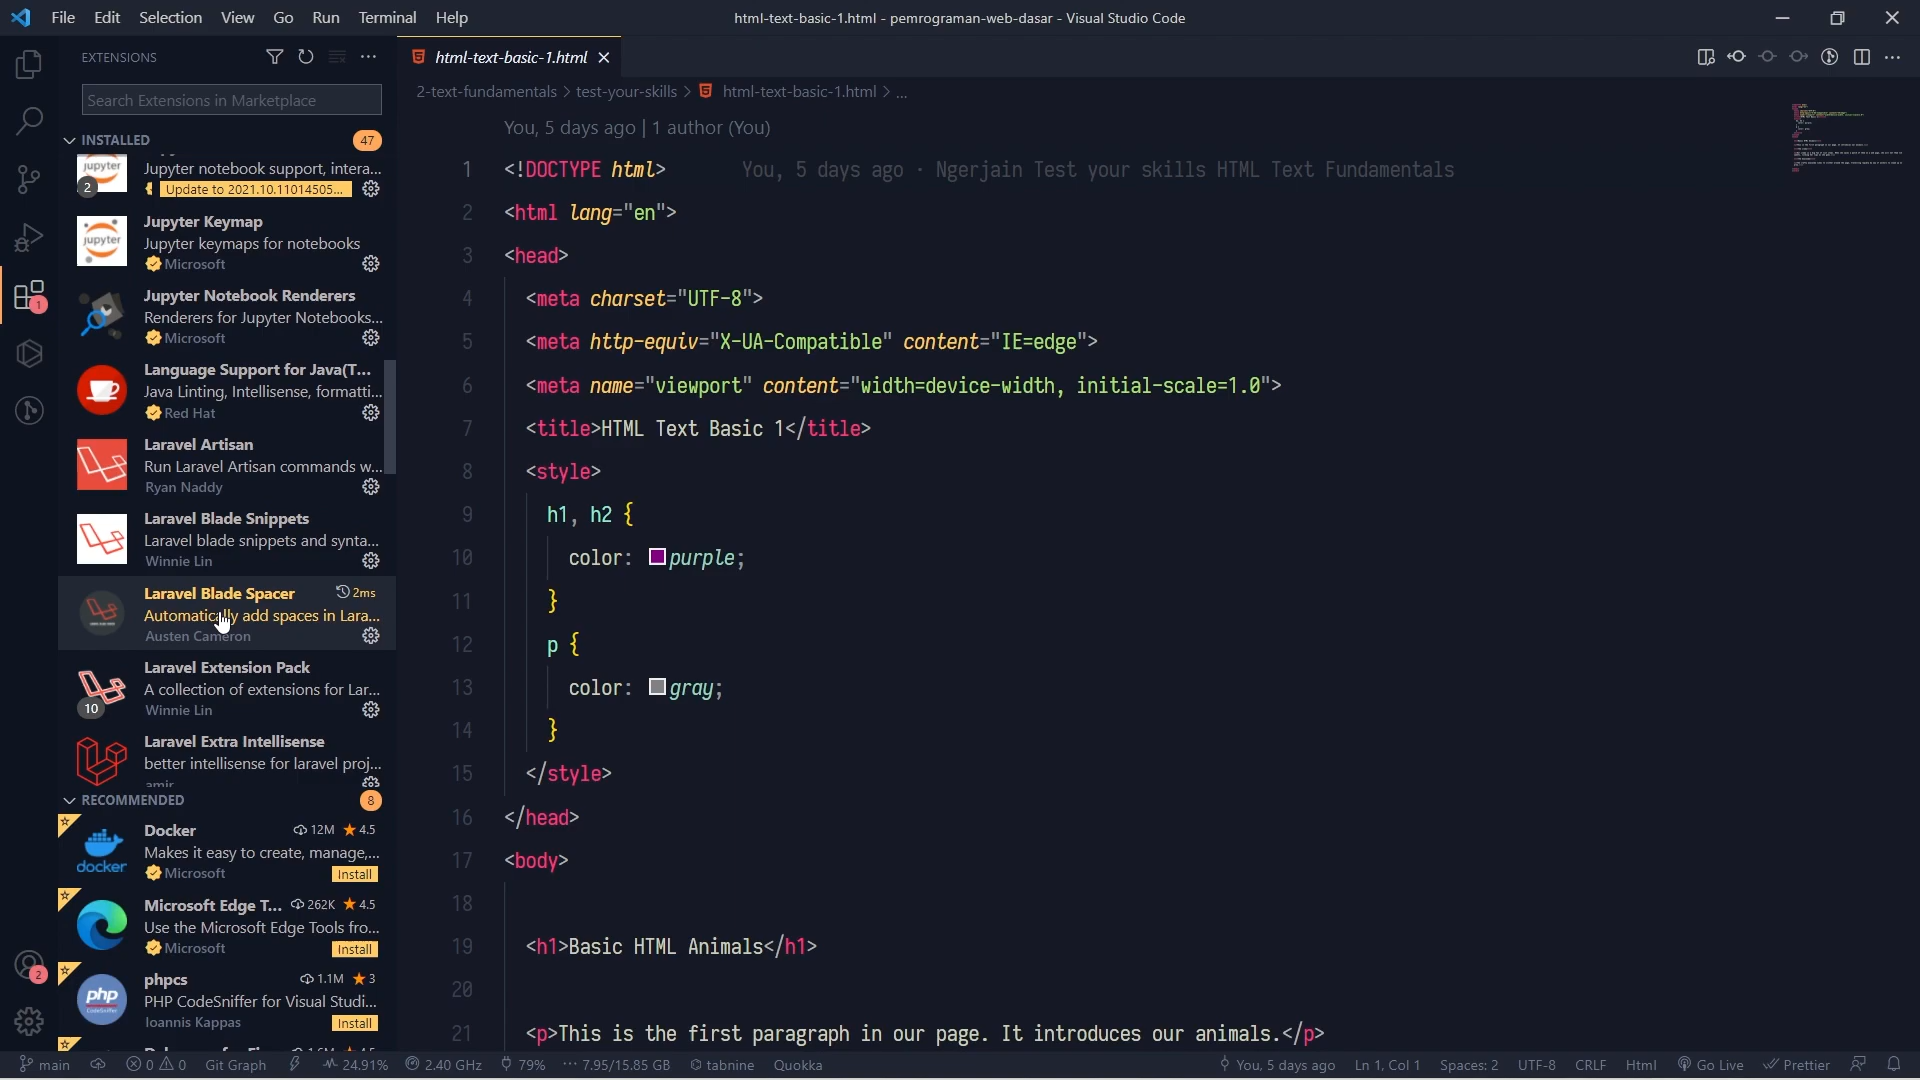 File Edit Selection View Go Run Terminal Help
html-text-basic-1.html - pemrograman-web-dasar - Visual Studio Code
EXTENSIONS
Search Extensions in Marketplace
INSTALLED 47
jupyter
2
Jupyter notebook support, intera...
Update to 2021.10.11014505...
jupyter
Jupyter Keymap
Jupyter keymaps for notebooks
Microsoft
Jupyter Notebook Renderers
Renderers for Jupyter Notebooks...
Microsoft
Language Support for Java(T...
Java Linting, Intellisense, formatti...
Red Hat
Laravel Artisan
Run Laravel Artisan commands w...
Ryan Naddy
Laravel Blade Snippets
Laravel blade snippets and synta...
Winnie Lin
Laravel Blade Spacer 2ms
Automatically add spaces in Lara...
Austen Cameron
Laravel Extension Pack
A collection of extensions for Lar...
10
Winnie Lin
Laravel Extra Intellisense
better intellisense for laravel proj...
amir
RECOMMENDED 8
Docker 12M 4.5
Makes it easy to create, manage,...
docker
Microsoft Install
Microsoft Edge T... 262K 4.5
Use the Microsoft Edge Tools fro...
Microsoft Install
phpcs 1.1M 3
PHP CodeSniffer for Visual Studi...
php
CodeSniffer
Ioannis Kappas Install
1
2
html-text-basic-1.html
2-text-fundamentals > test-your-skills > html-text-basic-1.html > ...
You, 5 days ago | 1 author (You)
1 <!DOCTYPE html> You, 5 days ago • Ngerjain Test your skills HTML Text Fundamentals
2 <html lang="en">
3 <head>
4 <meta charset="UTF-8">
5 <meta http-equiv="X-UA-Compatible" content="IE=edge">
6 <meta name="viewport" content="width=device-width, initial-scale=1.0">
7 <title>HTML Text Basic 1</title>
8 <style>
9 h1, h2 {
10 color: purple;
11 }
12 p {
13 color: gray;
14 }
15 </style>
16 </head>
17 <body>
18
19 <h1>Basic HTML Animals</h1>
20
21 <p>This is the first paragraph in our page. It introduces our animals.</p>
main 0 0 Git Graph 24.91% 2.40 GHz 79% 7.95/15.85 GB tabnine Quokka You, 5 days ago Ln 1, Col 1 Spaces: 2 UTF-8 CRLF Html Go Live Prettier